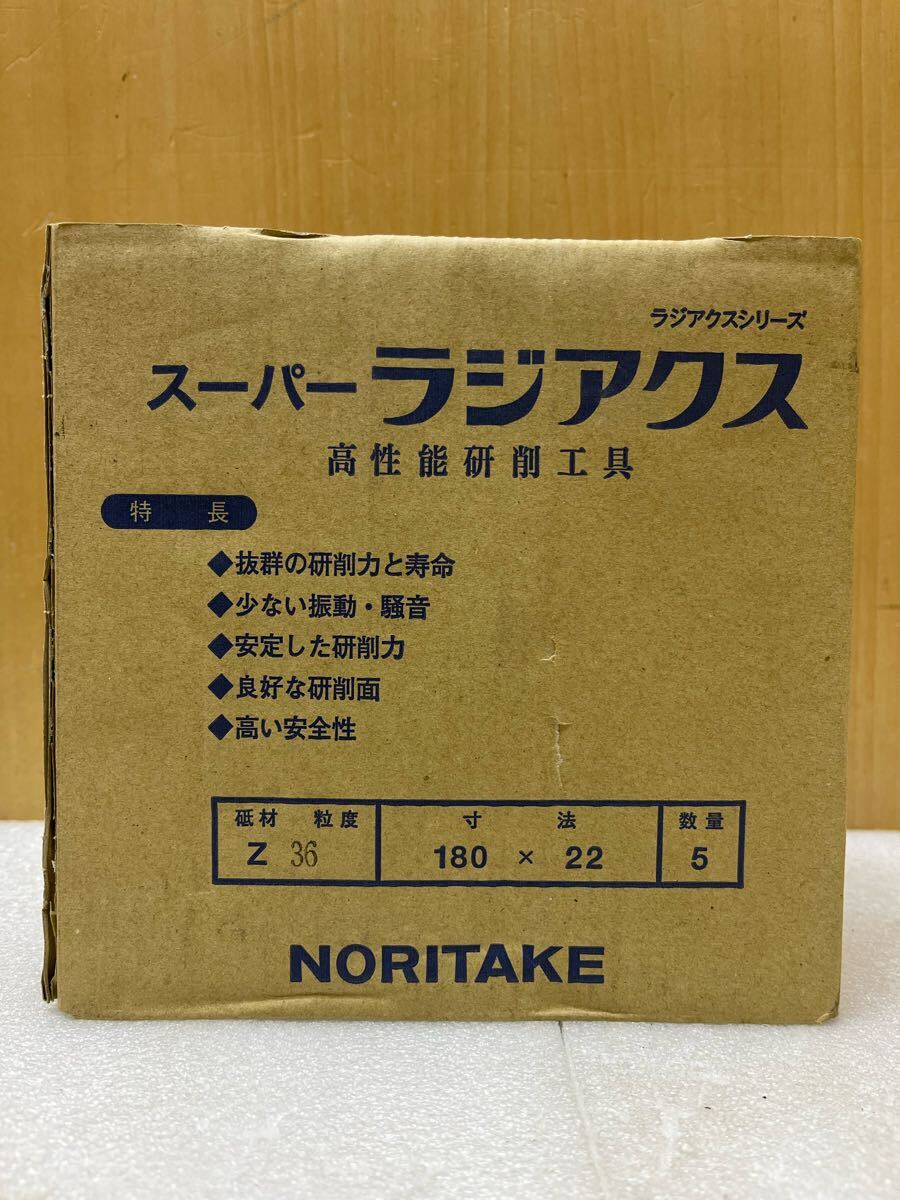 ラジアクスシリーズ
スーパーラジアクス
高性能研削工具
特長
◆抜群の研削力と寿命
◆少ない振動・騒音
◆安定した研削力
◆良好な研削面
◆高い安全性
砥材 粒度 寸法 数量
Z 36 180 × 22 5
NORITAKE